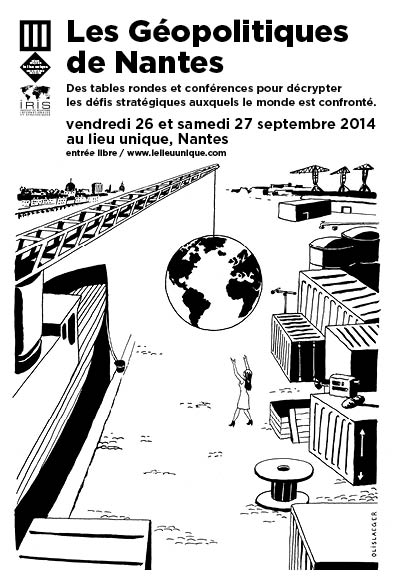 Les Géopolitiques
de Nantes
Des tables rondes et conférences pour décrypter
les défis stratégiques auxquels le monde est confronté.
vendredi 26 et samedi 27 septembre 2014
au lieu unique, Nantes
entrée libre / www.lelieuunique.com
IRIS
OLISLAEGER